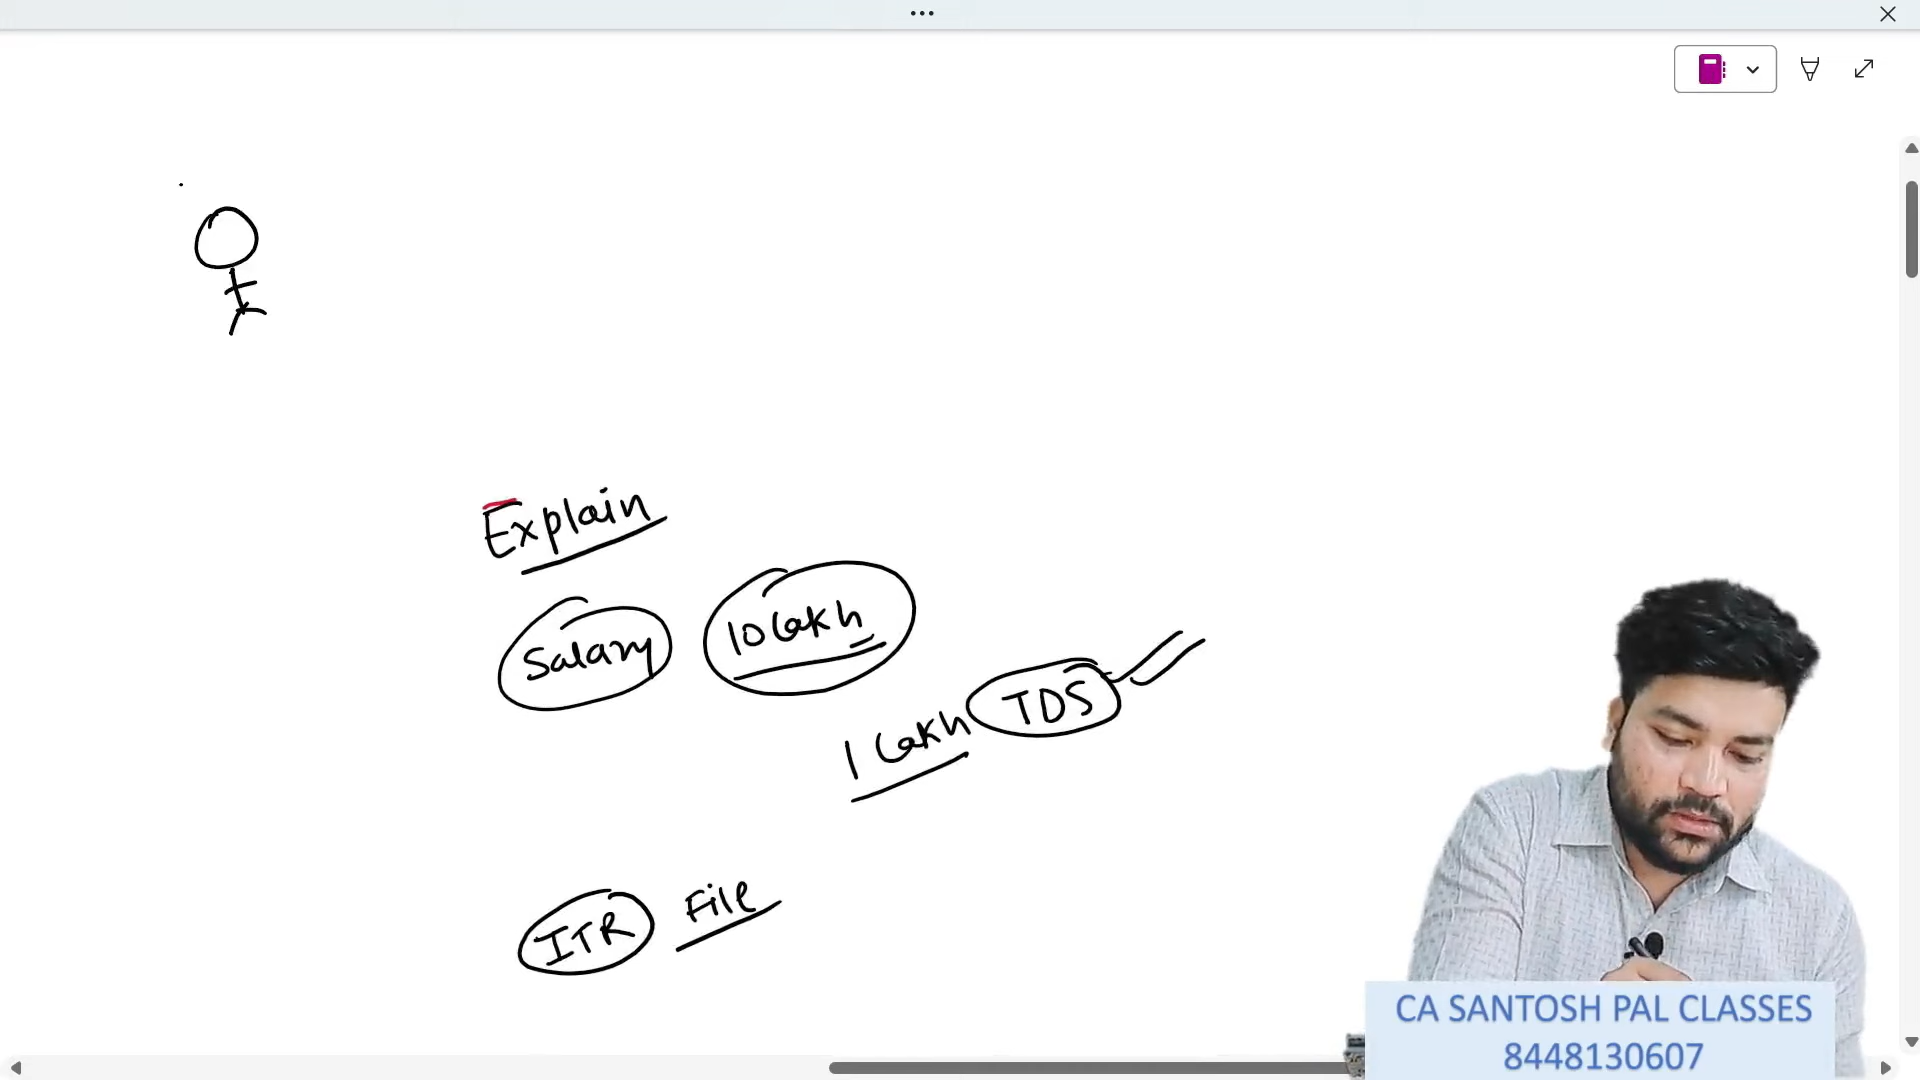 Explain
Salary 10 Lakh
1 Lakh TDS
ITR File
CA SANTOSH PAL CLASSES
8448130607